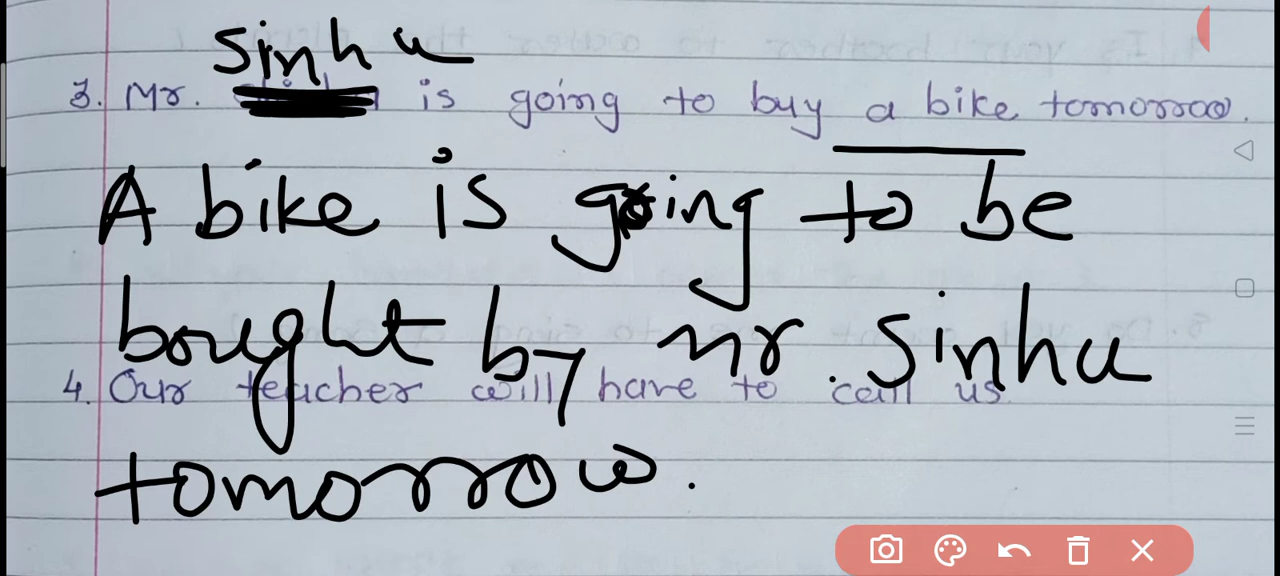 Sinha
3. Mr. is going to buy a bike tomorrow.
A bike is going to be
bought by Mr Sinha
4. Our teacher will have to call us
tomorrow.